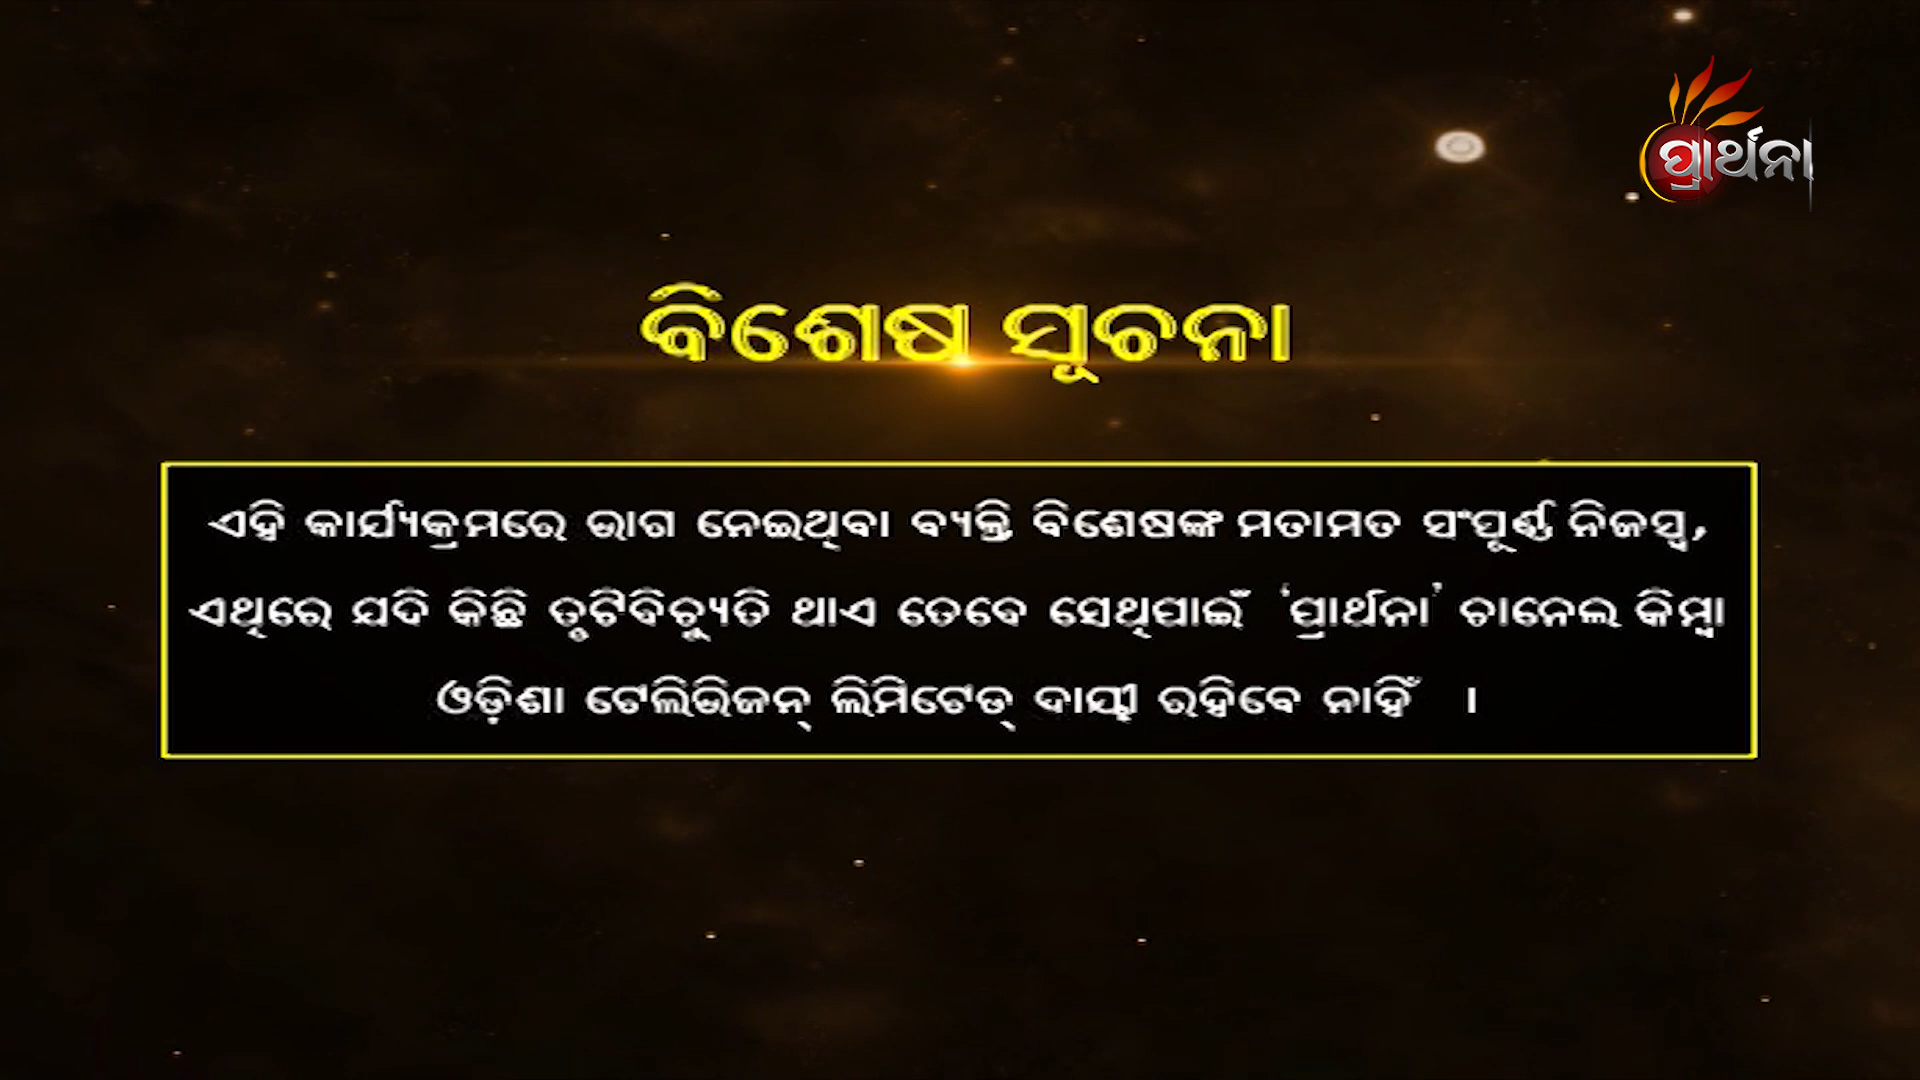 ପ୍ରାର୍ଥନା
ବିଶେଷ ସୂଚନା
ଏହି କାର୍ଯ୍ୟକ୍ରମରେ ଭାଗ ନେଇଥିବା ବ୍ୟକ୍ତି ବିଶେଷଙ୍କ ମତାମତ ସଂପୂର୍ଣ୍ଣ ନିଜସ୍ୱ,
ଏଥିରେ ଯଦି କିଛି ତୃଟିବିଚ୍ୟୁତି ଥାଏ ତେବେ ସେଥିପାଇଁ ‘ପ୍ରାର୍ଥନା’ ଚାନେଲ କିମ୍ବା
ଓଡ଼ିଶା ଟେଲିଭିଜନ୍ ଲିମିଟେଡ୍ ଦାୟୀ ରହିବେ ନାହିଁ ।